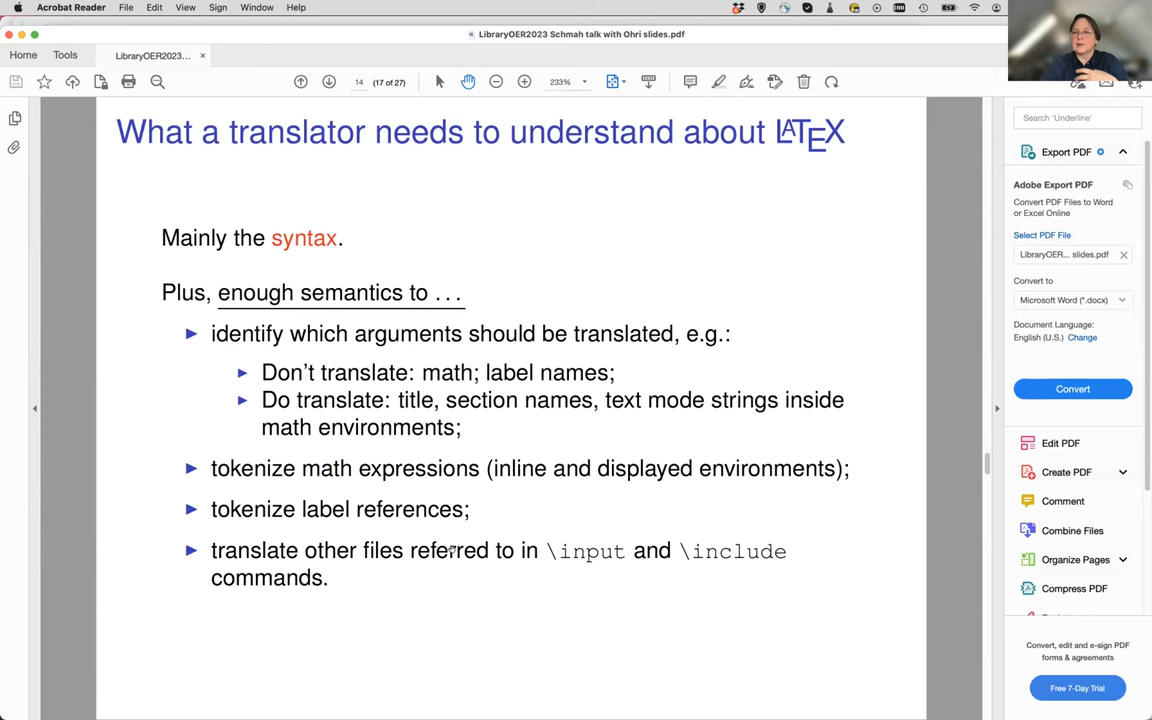 Acrobat Reader File Edit View Sign Window Help
LibraryOER2023 Schmah talk with Ohri slides.pdf
Home Tools LibraryOER2023... ×
14 (17 of 27) 233%
What a translator needs to understand about LATEX
Mainly the syntax.
Plus, enough semantics to . . .
identify which arguments should be translated, e.g.:
Don't translate: math; label names;
Do translate: title, section names, text mode strings inside
math environments;
tokenize math expressions (inline and displayed environments);
tokenize label references;
translate other files referred to in \input and \include
commands.
Search 'Underline'
Export PDF
Adobe Export PDF
Convert PDF Files to Word
or Excel Online
Select PDF File
LibraryOER... slides.pdf
Convert to
Microsoft Word (*.docx)
Document Language:
English (U.S.) Change
Convert
Edit PDF
Create PDF
Comment
Combine Files
Organize Pages
Compress PDF
Convert, edit and e-sign PDF
forms & agreements
Free 7-Day Trial